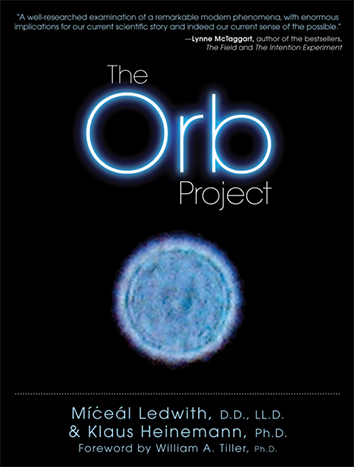 "A well-researched examination of a remarkable modern phenomena, with enormous
implications for our current scientific story and indeed our current sense of the possible."
—Lynne McTaggart, author of the bestsellers,
The Field and The Intention Experiment
The
Orb
Project
Míċeál Ledwith, D.D., LL.D.
& Klaus Heinemann, Ph.D.
Foreword by William A. Tiller, Ph.D.